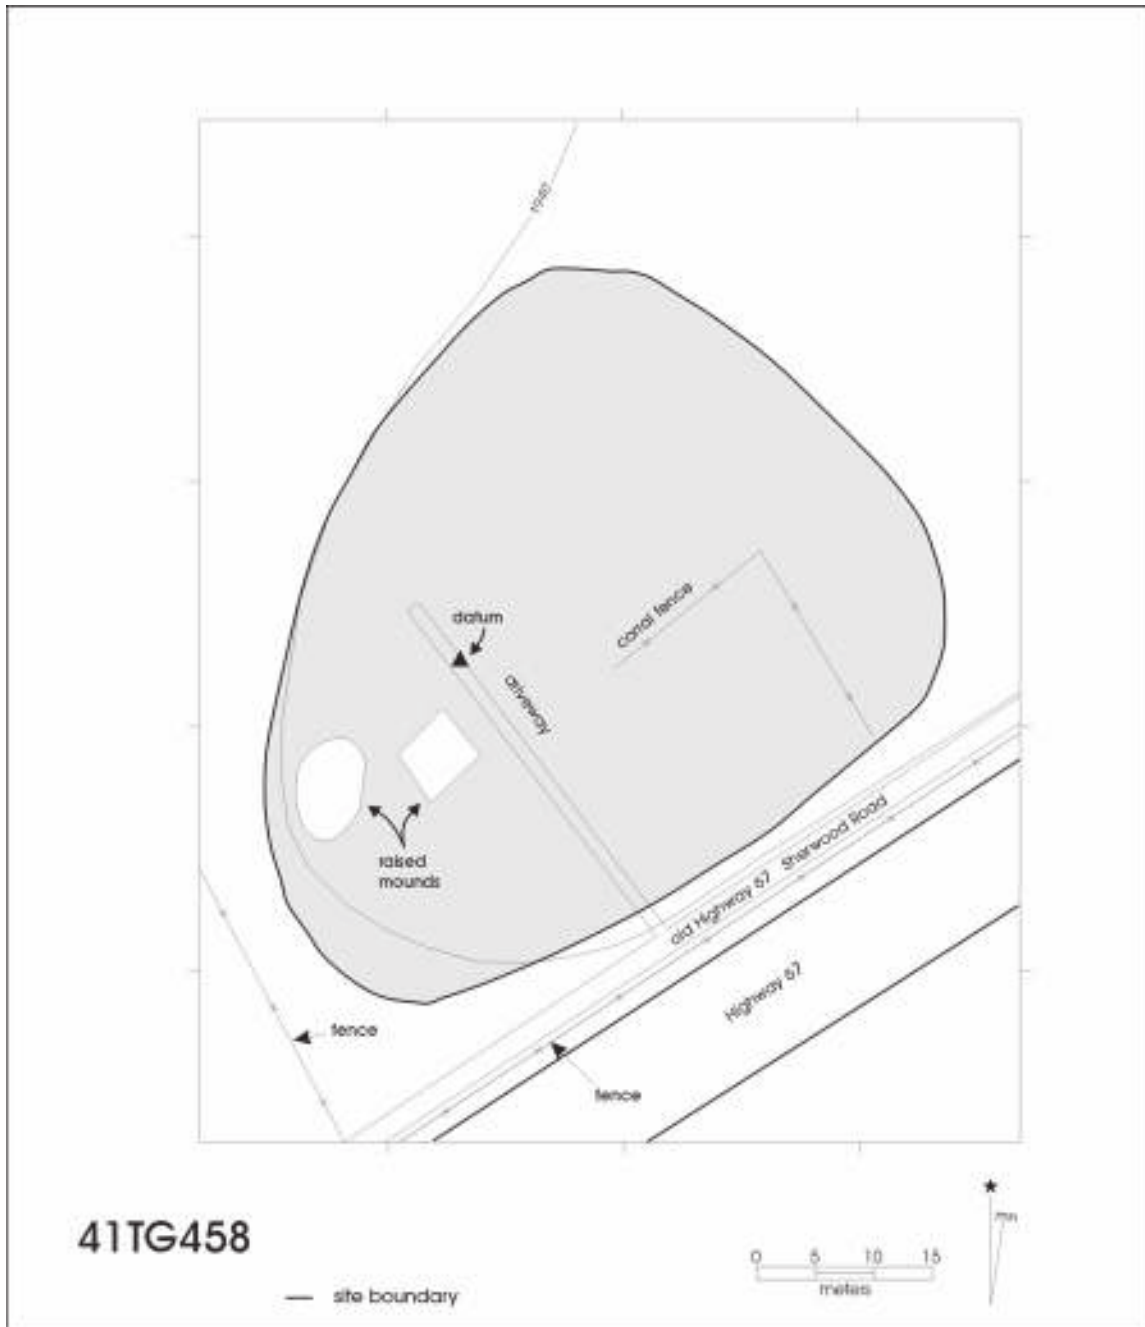 1940
datum
corral fence
driveway
raised
mounds
old Highway 67 Sherwood Road
Highway 67
fence
fence
mn
41TG458
0 5 10 15
meters
site boundary